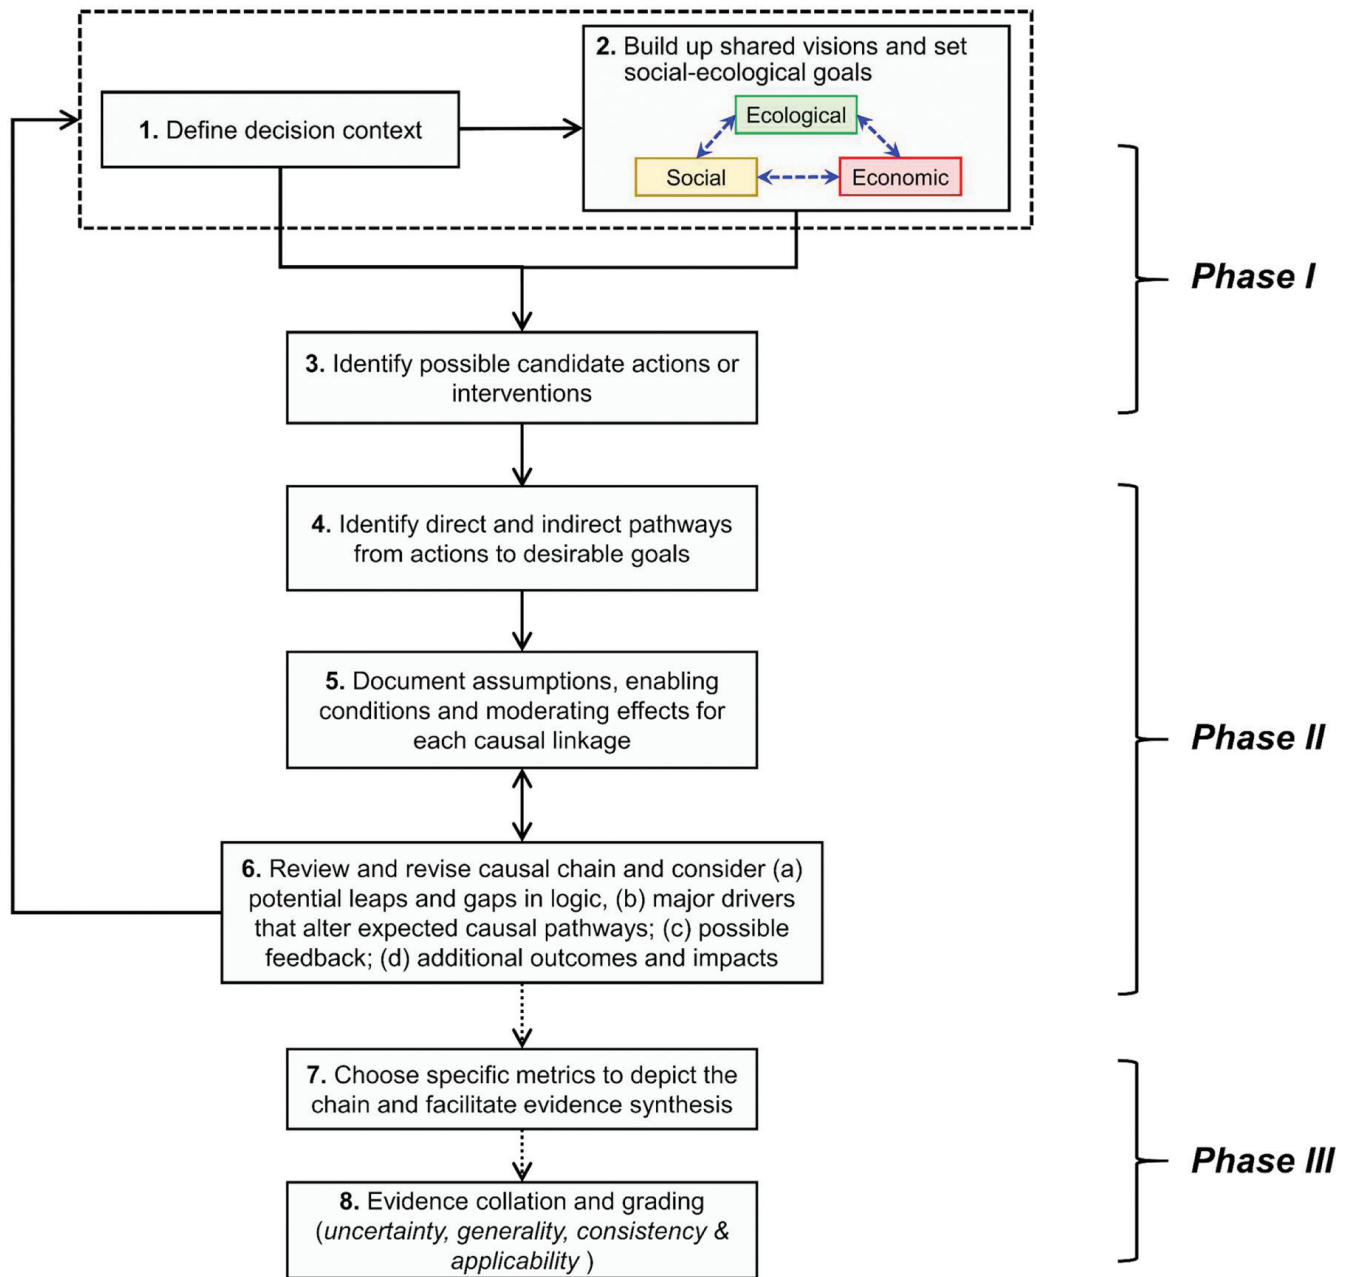 1. Define decision context
2. Build up shared visions and set
social-ecological goals
Ecological
Social
Economic
Phase I
3. Identify possible candidate actions or
interventions
4. Identify direct and indirect pathways
from actions to desirable goals
5. Document assumptions, enabling
conditions and moderating effects for
each causal linkage
Phase II
6. Review and revise causal chain and consider (a)
potential leaps and gaps in logic, (b) major drivers
that alter expected causal pathways; (c) possible
feedback; (d) additional outcomes and impacts
7. Choose specific metrics to depict the
chain and facilitate evidence synthesis
Phase III
8. Evidence collation and grading
(uncertainty, generality, consistency &
applicability )